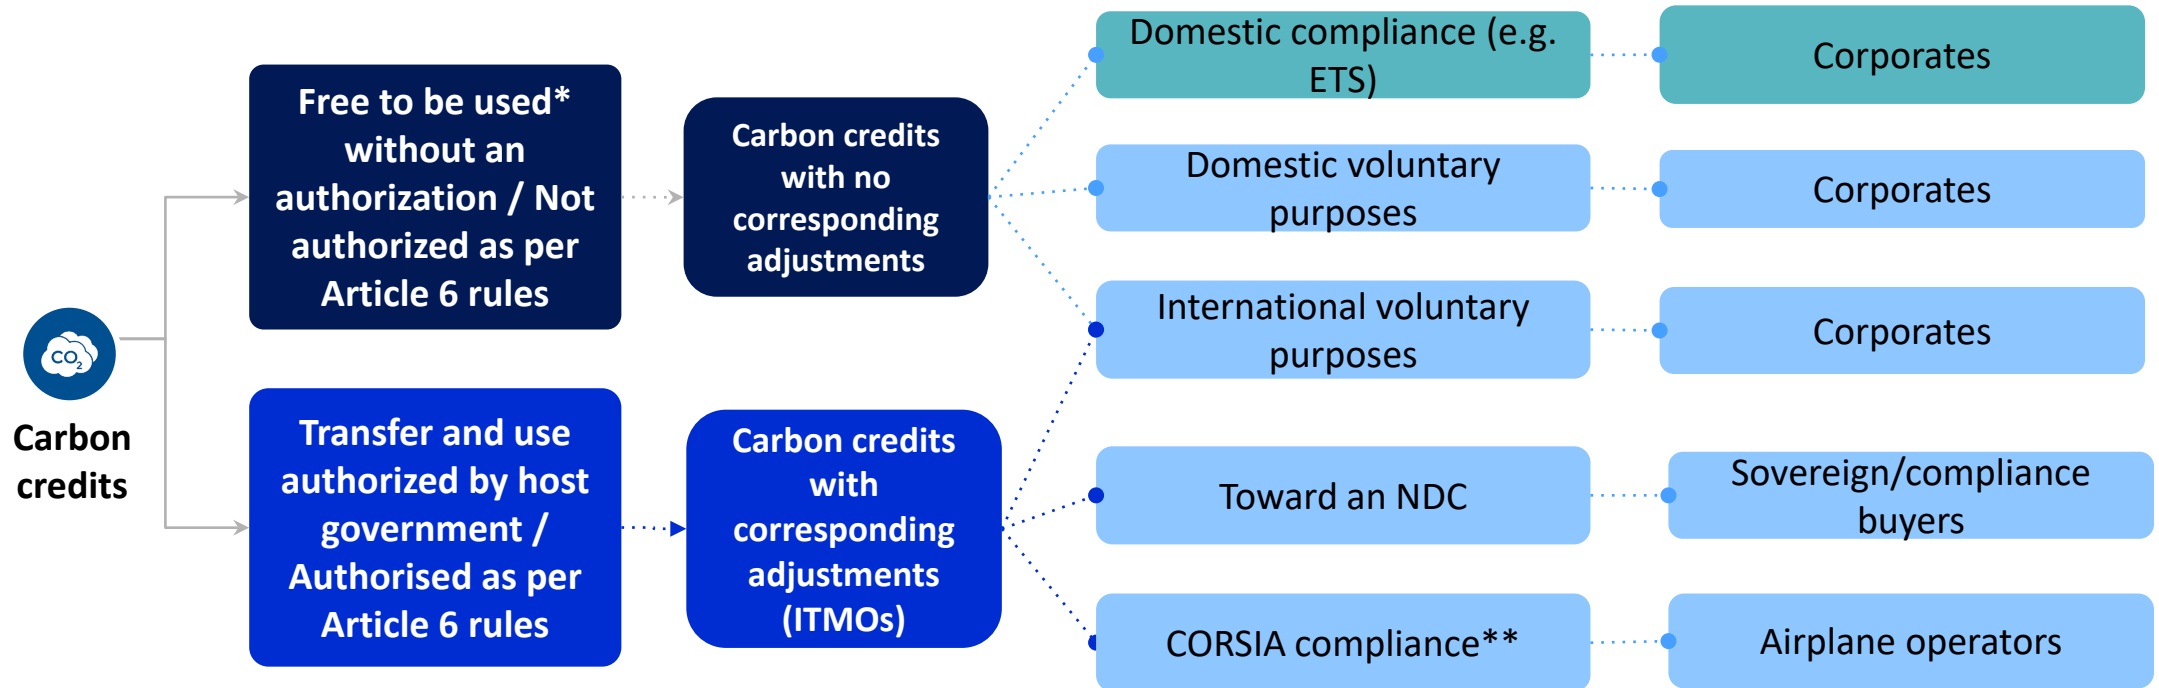 CO2
Carbon
credits
Free to be used*
without an
authorization / Not
authorized as per
Article 6 rules
Transfer and use
authorized by host
government /
Authorised as per
Article 6 rules
Carbon credits
with no
corresponding
adjustments
Carbon credits
with
corresponding
adjustments
(ITMOs)
Domestic compliance (e.g.
ETS)
Corporates
Domestic voluntary
purposes
Corporates
International voluntary
purposes
Corporates
Toward an NDC
Sovereign/compliance
buyers
CORSIA compliance**
Airplane operators